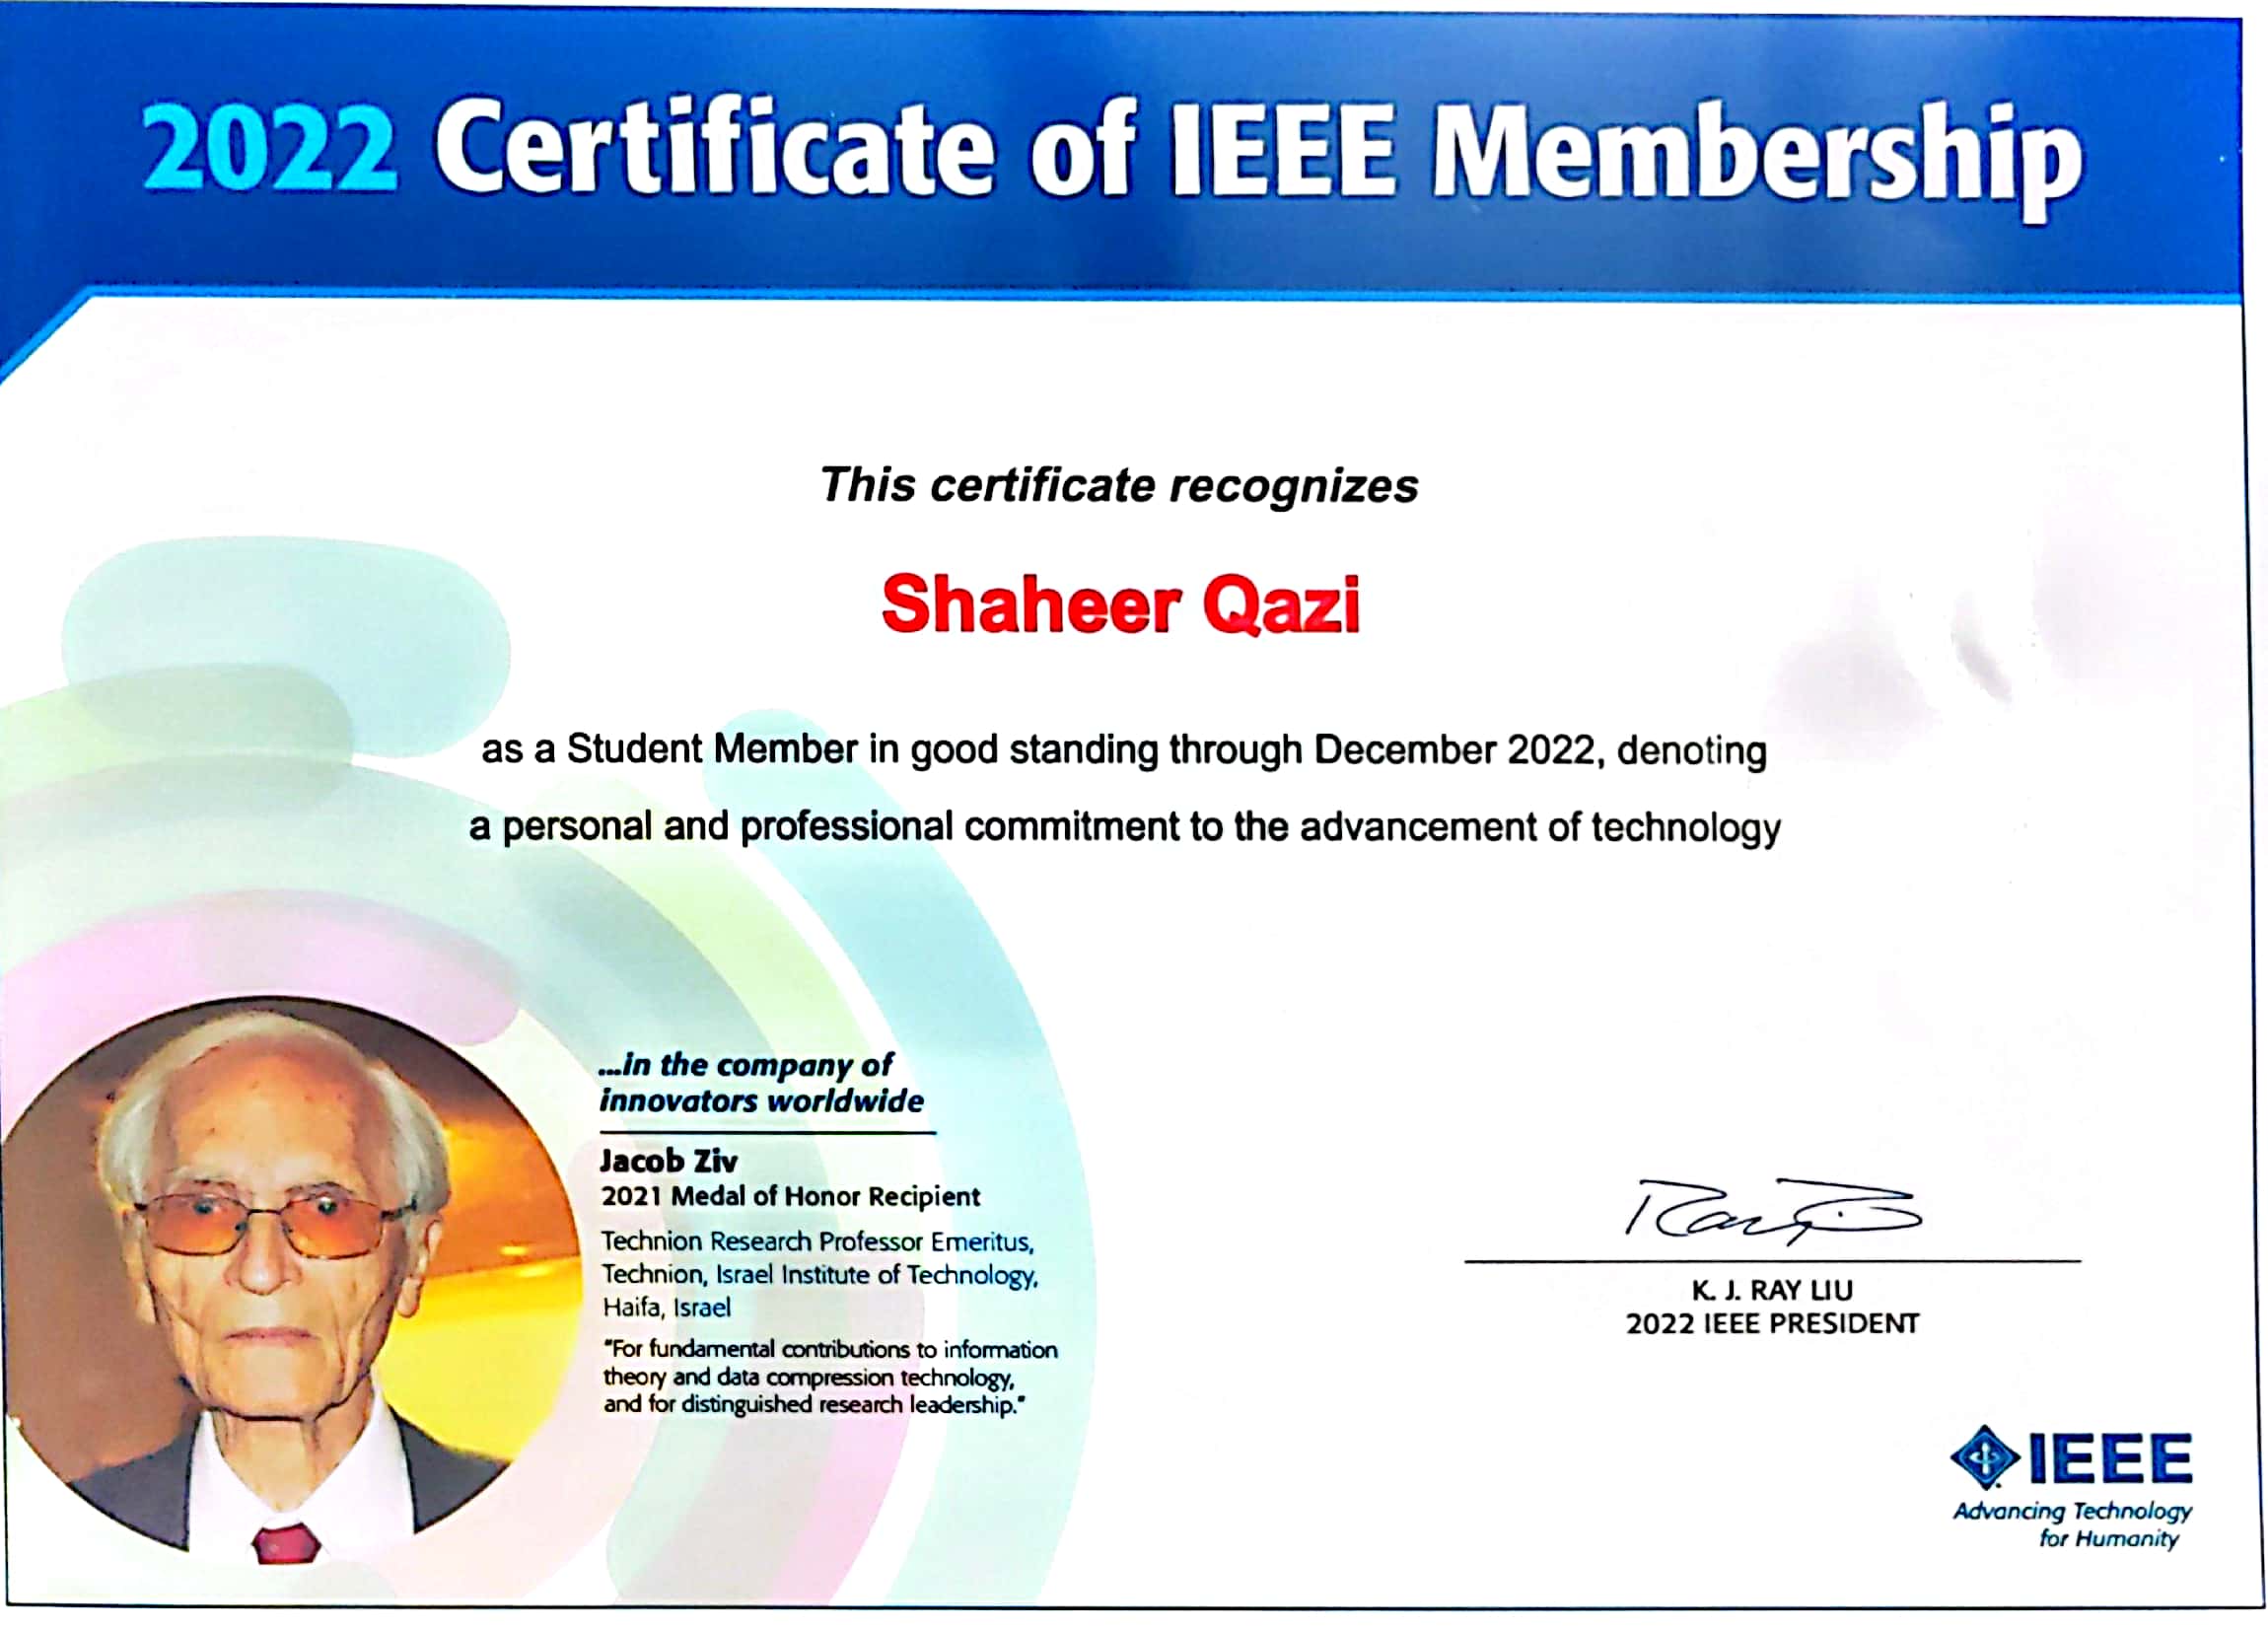 2022 Certificate of IEEE Membership
This certificate recognizes
Shaheer Qazi
as a Student Member in good standing through December 2022, denoting
a personal and professional commitment to the advancement of technology
...in the company of
innovators worldwide
Jacob Ziv
2021 Medal of Honor Recipient
Technion Research Professor Emeritus,
Technion, Israel Institute of Technology,
Haifa, Israel
"For fundamental contributions to information
theory and data compression technology,
and for distinguished research leadership."
K. J. RAY LIU
2022 IEEE PRESIDENT
IEEE
Advancing Technology
for Humanity